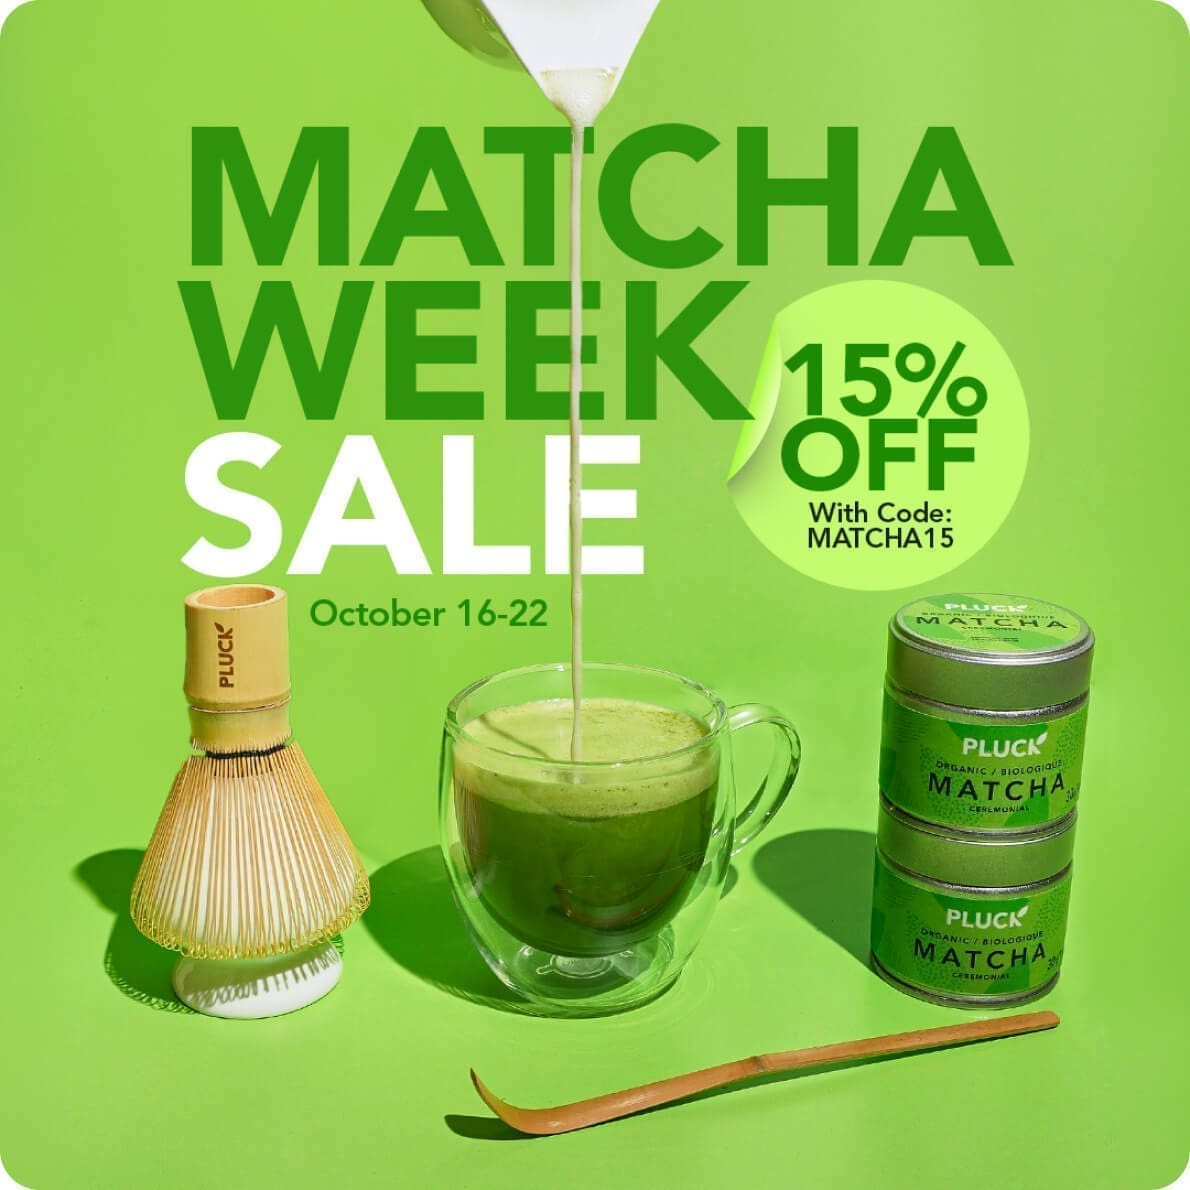 MATCHA
WEEK
SALE
15%
OFF
With Code:
MATCHA15
October 16-22
PLUCK
PLUCK
ORGANIC / BIOLOGIQUE
MATCHA
CEREMONIAL
PLUCK
ORGANIC / BIOLOGIQUE
MATCHA
CEREMONIAL
PLUCK
ORGANIC / BIOLOGIQUE
MATCHA
CEREMONIAL